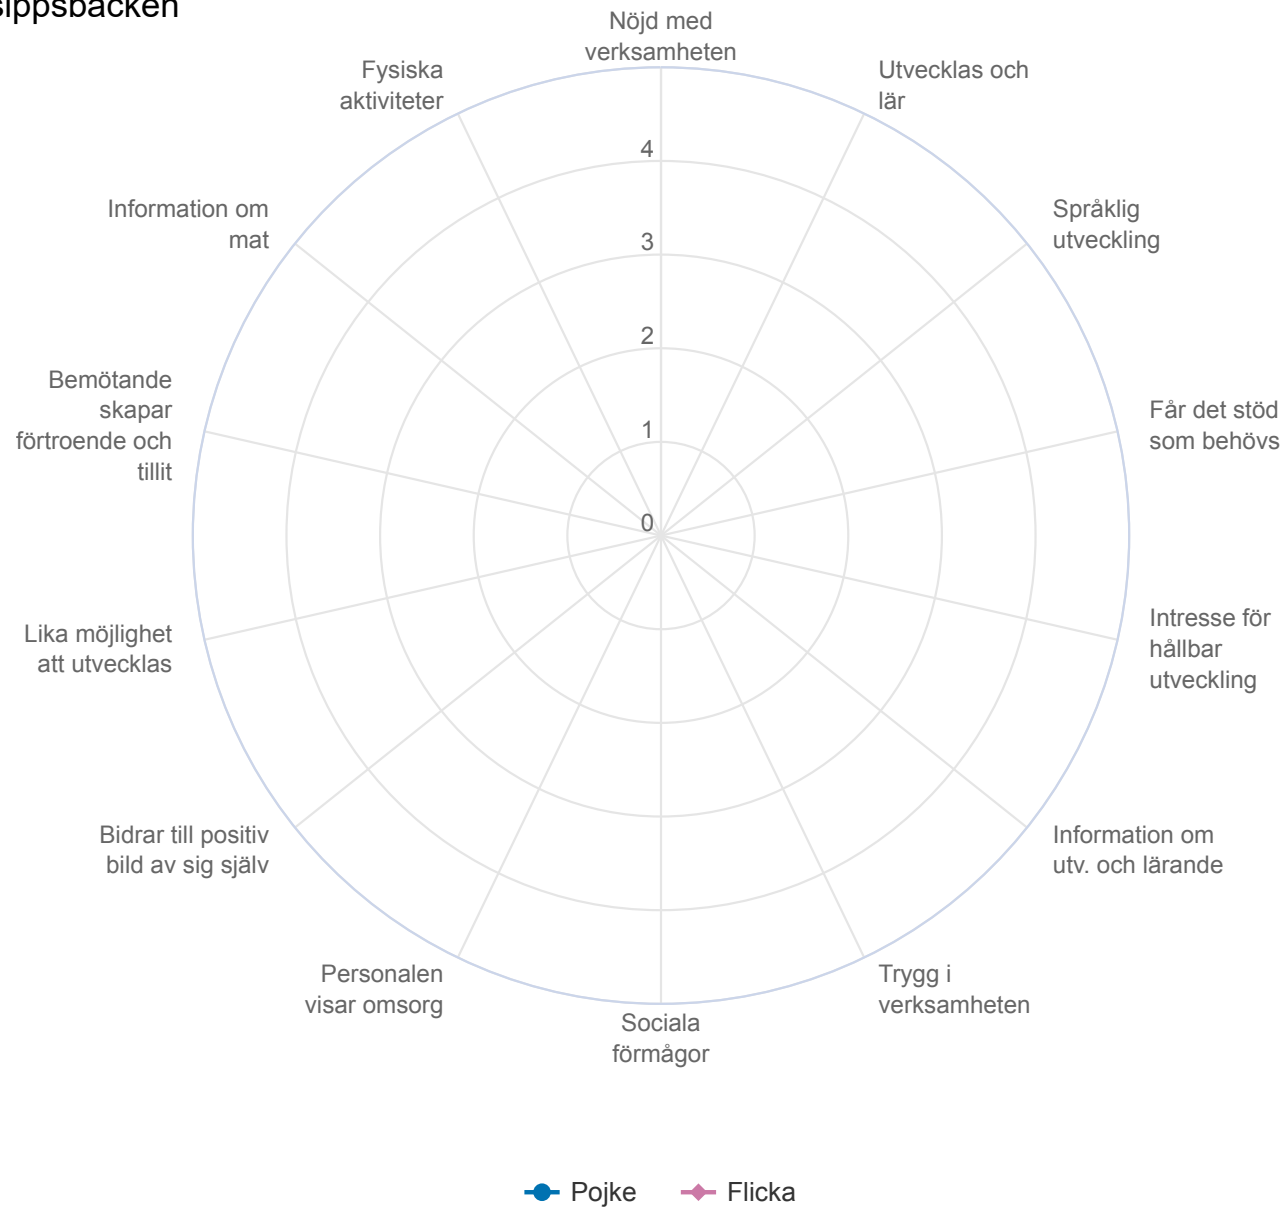 sippsbacken
Nöjd med
verksamheten
Utvecklas och
lär
Språklig
utveckling
Får det stöd
som behövs
Intresse för
hållbar
utveckling
Information om
utv. och lärande
Trygg i
verksamheten
Sociala
förmågor
Personalen
visar omsorg
Bidrar till positiv
bild av sig själv
Lika möjlighet
att utvecklas
Bemötande
skapar
förtroende och
tillit
Information om
mat
Fysiska
aktiviteter
4
3
2
1
0
Pojke
Flicka